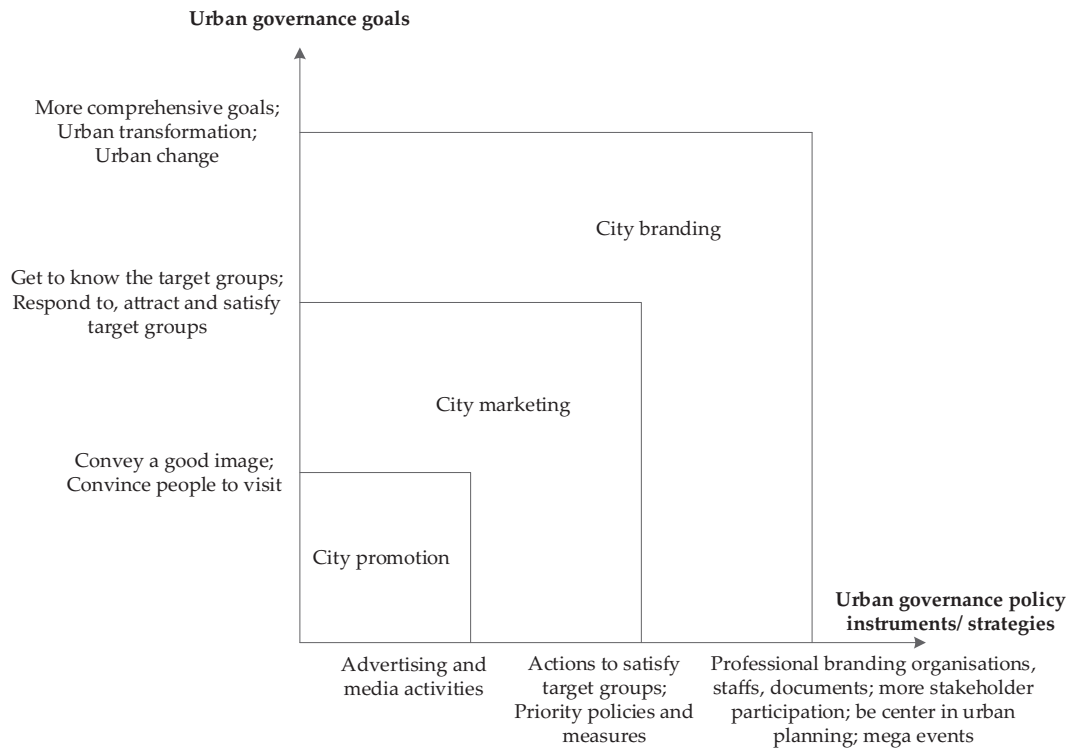 Urban governance goals
More comprehensive goals;
Urban transformation;
Urban change
City branding
Get to know the target groups;
Respond to, attract and satisfy
target groups
City marketing
Convey a good image;
Convince people to visit
City promotion
Urban governance policy
instruments/ strategies
Advertising and
media activities
Actions to satisfy
target groups;
Priority policies and
measures
Professional branding organisations,
staffs, documents; more stakeholder
participation; be center in urban
planning; mega events